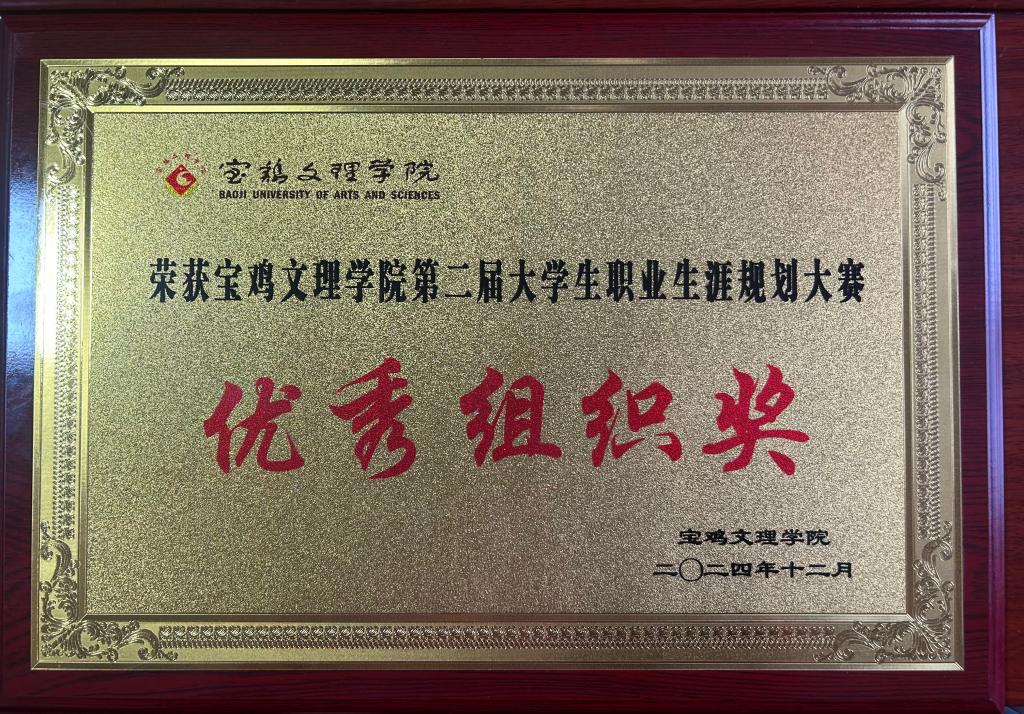 宝鸡文理学院
BAOJI UNIVERSITY OF ARTS AND SCIENCES
荣获宝鸡文理学院第二届大学生职业生涯规划大赛
优秀组织奖
宝鸡文理学院
二〇二四年十二月